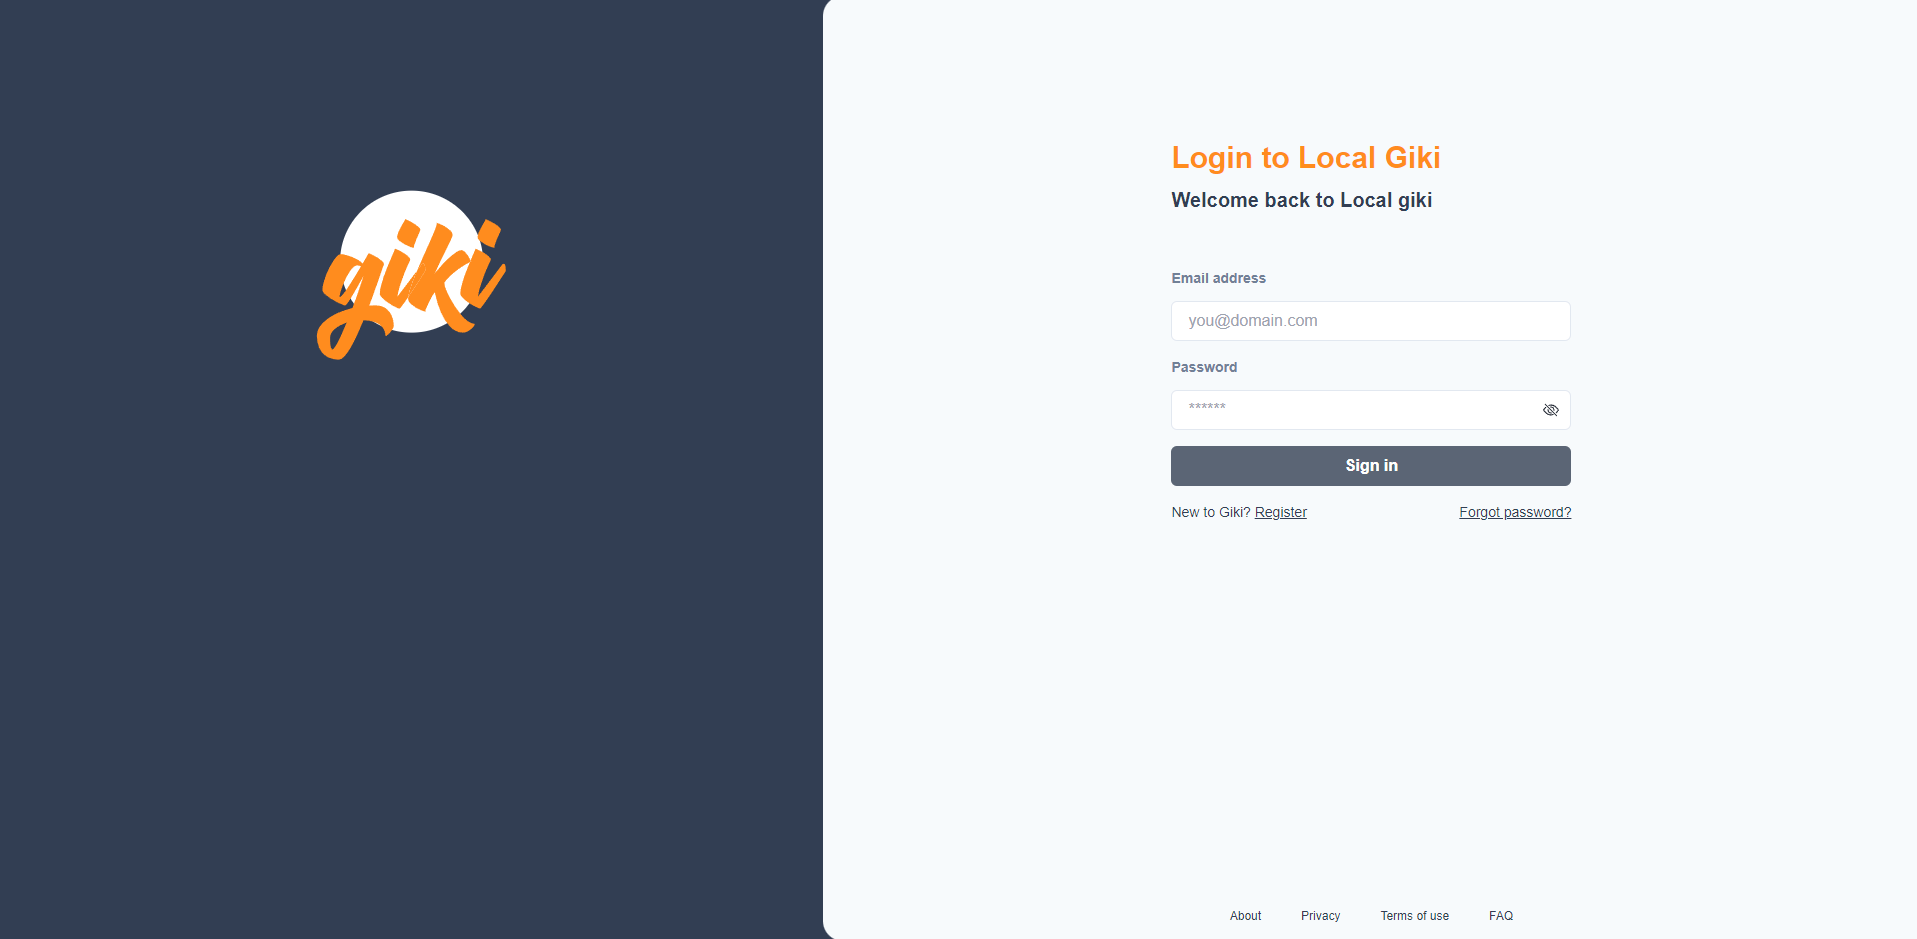 giki
Login to Local Giki
Welcome back to Local giki
Email address
you@domain.com
Password
******
Sign in
New to Giki? Register
Forgot password?
About
Privacy
Terms of use
FAQ